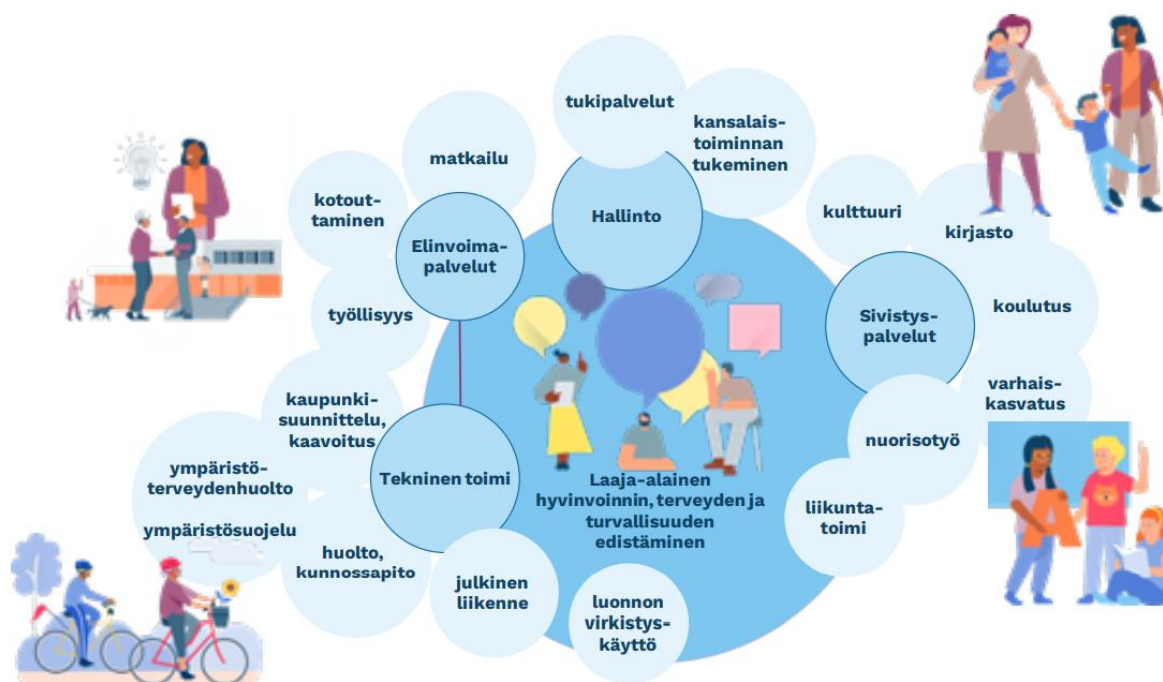 tukipalvelut
kansalais-
toiminnan
tukeminen
Hallinto
matkailu
kotout-
taminen
Elinvoima-
palvelut
työllisyys
kulttuuri
kirjasto
koulutus
Sivistys-
palvelut
varhais-
kasvatus
nuorisotyö
liikunta-
toimi
kaupunki-
suunnittelu,
kaavoitus
Tekninen toimi
ympäristö-
terveydenhuolto
ympäristösuojelu
huolto,
kunnossapito
julkinen
liikenne
luonnon
virkistys-
käyttö
Laaja-alainen
hyvinvoinnin, terveyden ja
turvallisuuden
edistäminen
A